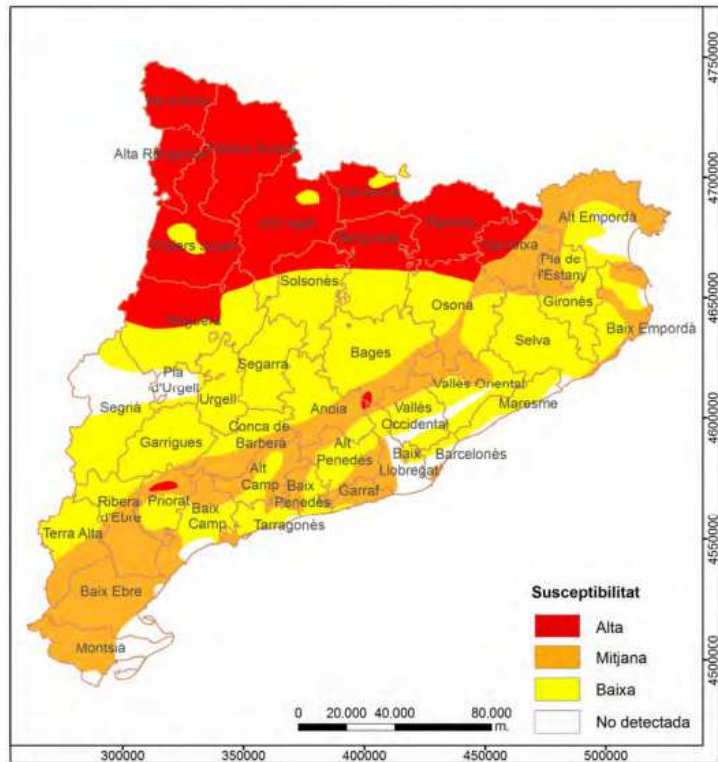 4750000
Alta
Alt Empordà
4700000
Pla de
l'Estany
Solsonès
Osona
Gironès
4650000
Baix Empordà
Pla
d'Urgell
Segarra
Bages
Selva
Segrià
Urgell
Vallès Oriental
Anoia
Vallès
Occidental
Maresme
4600000
Garrigues
Conca de
Barberà
Alt
Penedès
Baix
Llobregat
Barcelonès
Alt
Camp
Baix
Penedès
Garraf
Ribera
d'Ebre
Priorat
Baix
Camp
Tarragonès
Terra Alta
4550000
Baix Ebre
Montsià
4500000
Susceptibilitat
Alta
Mitjana
Baixa
No detectada
0 20.000 40.000 80.000
m.
300000 350000 400000 450000 500000